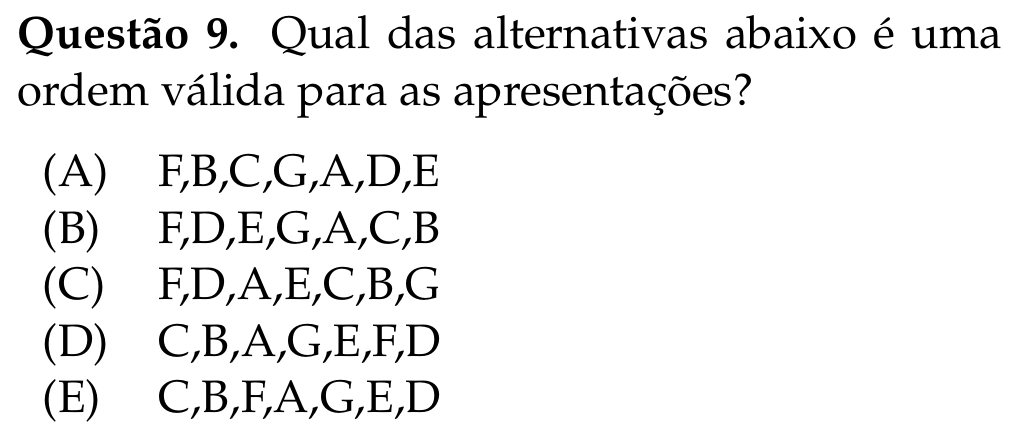 Questão 9. Qual das alternativas abaixo é uma
ordem válida para as apresentações?
(A) F,B,C,G,A,D,E
(B) F,D,E,G,A,C,B
(C) F,D,A,E,C,B,G
(D) C,B,A,G,E,F,D
(E) C,B,F,A,G,E,D